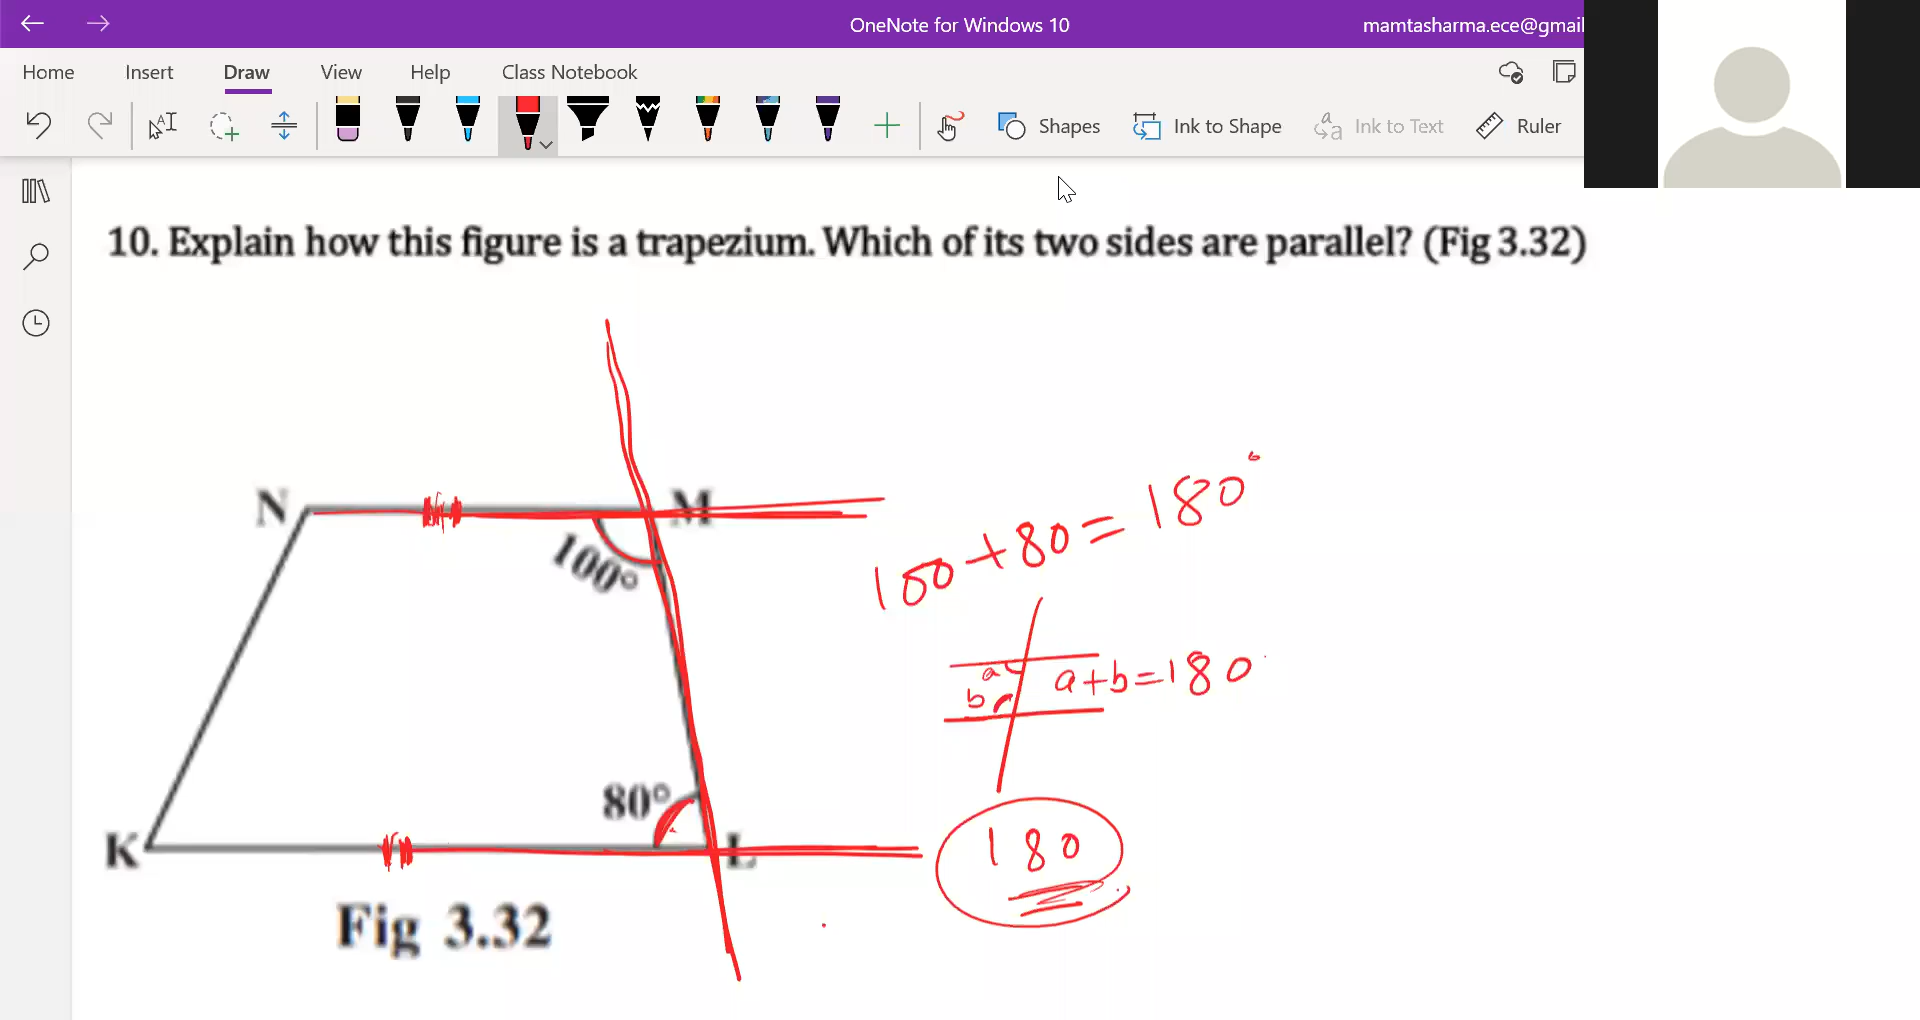 OneNote for Windows 10
mamtasharma.ece@gmail
Home Insert Draw View Help Class Notebook
Shapes Ink to Shape Ink to Text Ruler
10. Explain how this figure is a trapezium. Which of its two sides are parallel? (Fig 3.32)
N M
100°
100+80=180°
a a+b=180
b
80°
K L
180
Fig 3.32